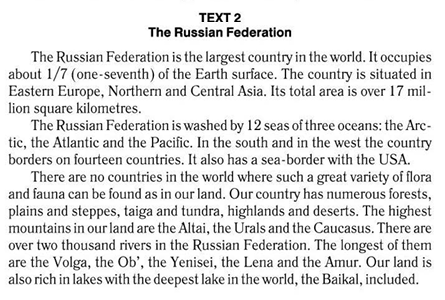 TEXT 2
The Russian Federation
The Russian Federation is the largest country in the world. It occupies
about 1/7 (one-seventh) of the Earth surface. The country is situated in
Eastern Europe, Northern and Central Asia. Its total area is over 17 mil-
lion square kilometres.
The Russian Federation is washed by 12 seas of three oceans: the Arc-
tic, the Atlantic and the Pacific. In the south and in the west the country
borders on fourteen countries. It also has a sea-border with the USA.
There are no countries in the world where such a great variety of flora
and fauna can be found as in our land. Our country has numerous forests,
plains and steppes, taiga and tundra, highlands and deserts. The highest
mountains in our land are the Altai, the Urals and the Caucasus. There are
over two thousand rivers in the Russian Federation. The longest of them
are the Volga, the Ob’, the Yenisei, the Lena and the Amur. Our land is
also rich in lakes with the deepest lake in the world, the Baikal, included.